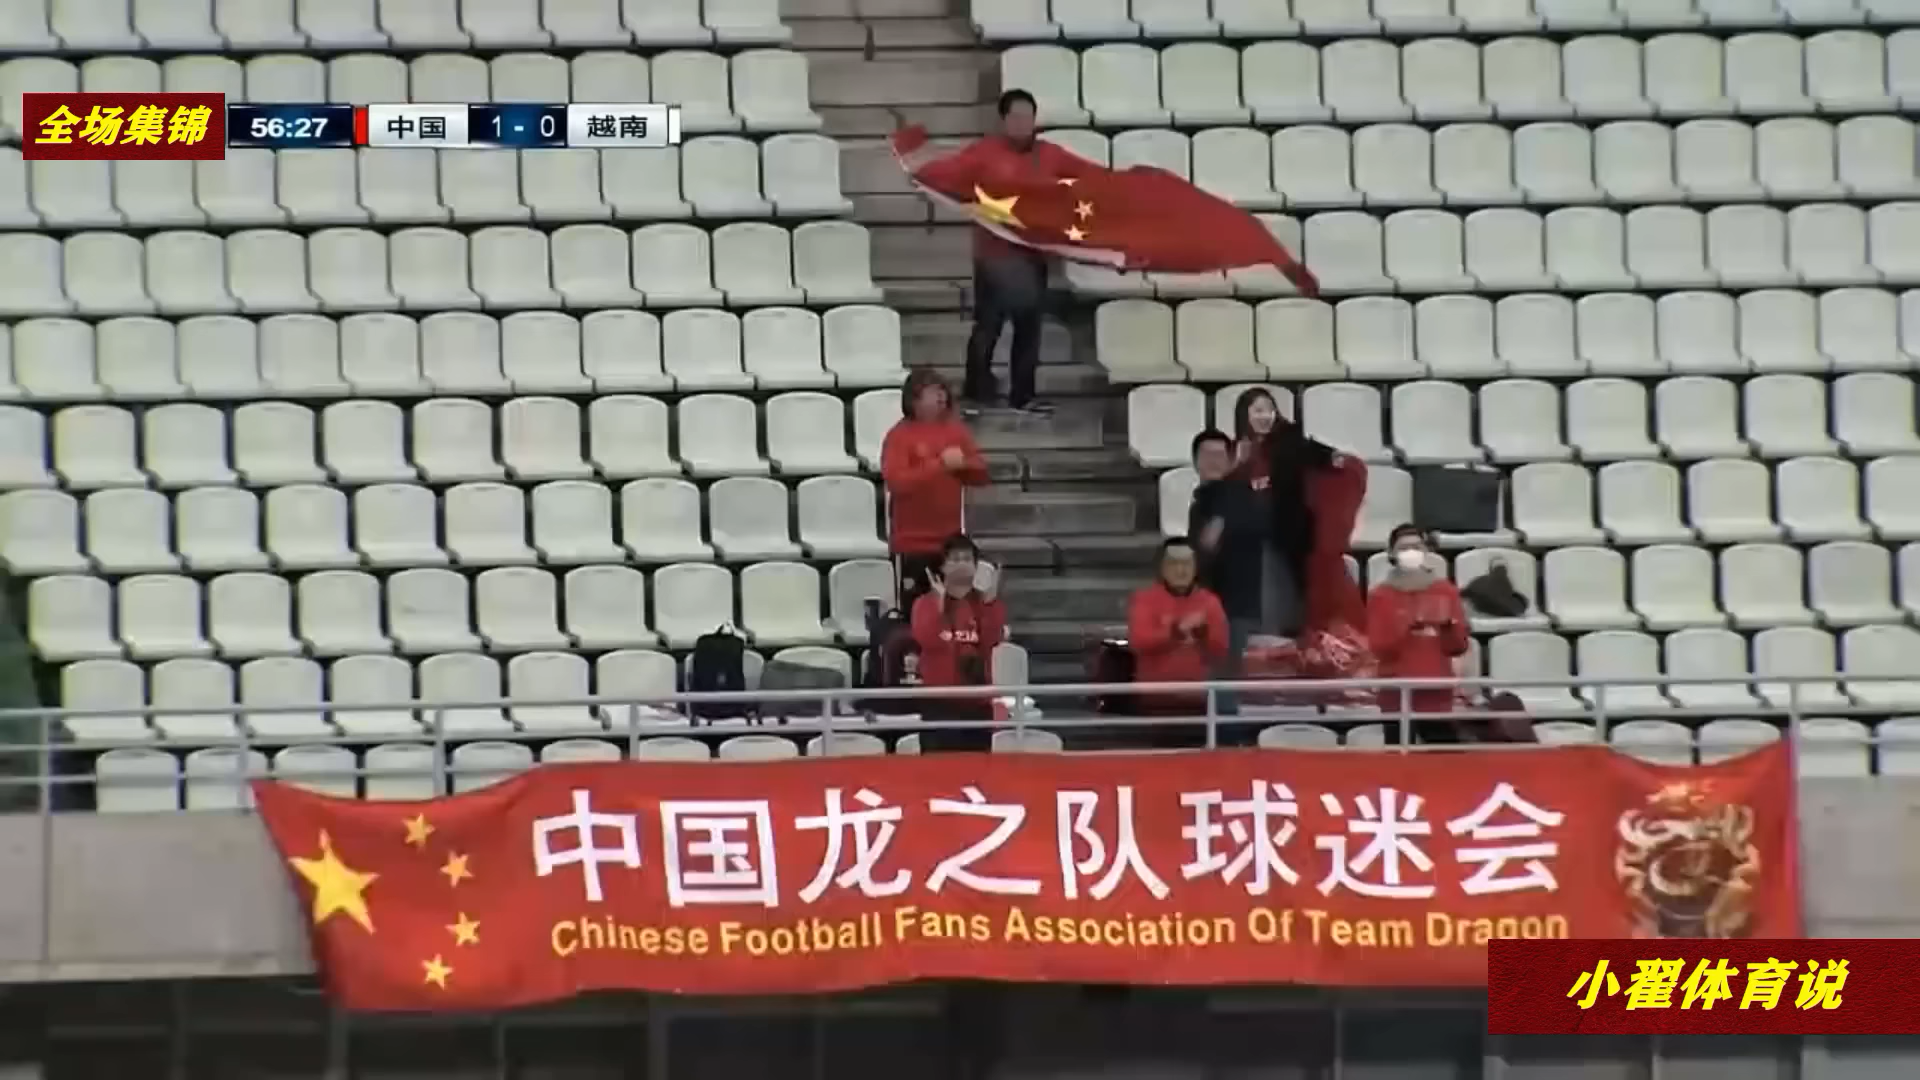 全场集锦
56:27 中国 1 - 0 越南
中国龙之队球迷会
Chinese Football Fans Association Of Team Dragon
小翟体育说